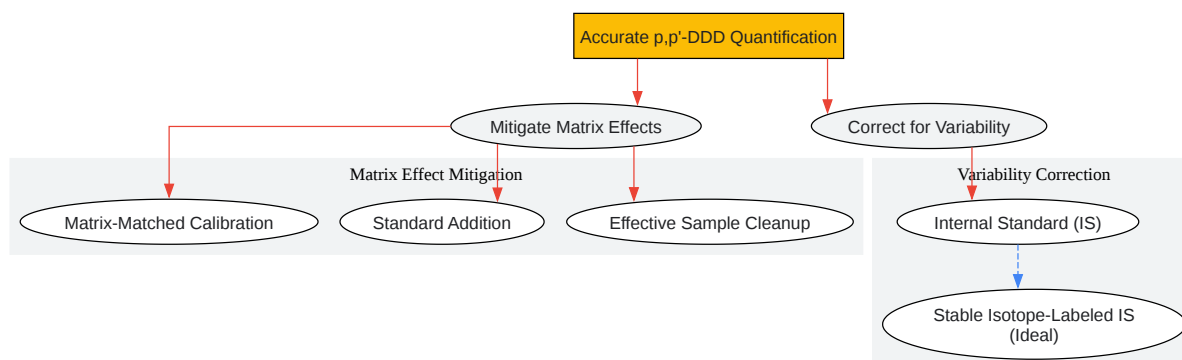 Accurate p,p'-DDD Quantification
Mitigate Matrix Effects
Correct for Variability
Matrix Effect Mitigation
Variability Correction
Matrix-Matched Calibration
Standard Addition
Effective Sample Cleanup
Internal Standard (IS)
Stable Isotope-Labeled IS
(Ideal)